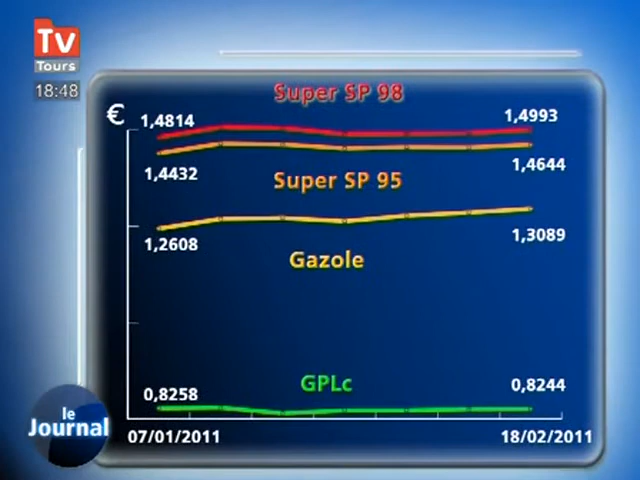 Tv
Tours
18:48
Super SP 98
€
1,4814
1,4993
1,4432
1,4644
Super SP 95
1,2608
1,3089
Gazole
GPLc
0,8258
0,8244
le
Journal
07/01/2011
18/02/2011